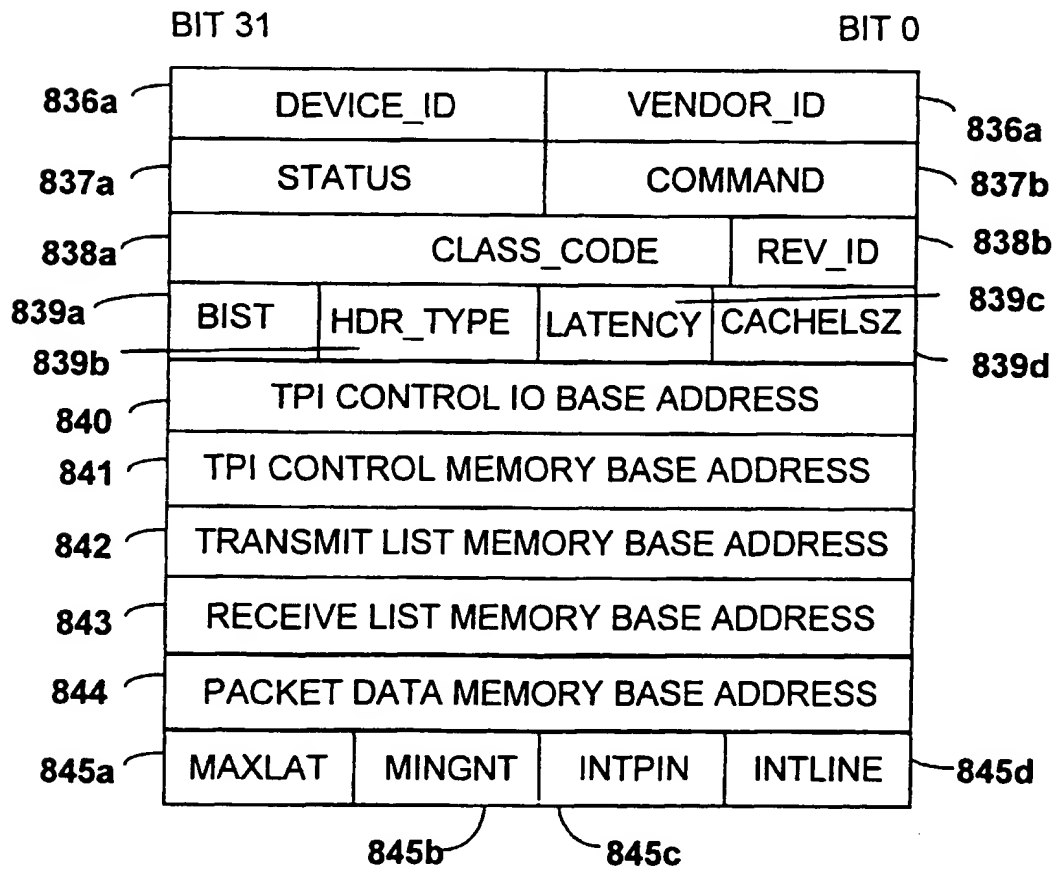 BIT 31 BIT 0
836a DEVICE_ID VENDOR_ID 836a
837a STATUS COMMAND 837b
838a CLASS_CODE REV_ID 838b
839a BIST HDR_TYPE LATENCY CACHELSZ 839c
839b 839d
840 TPI CONTROL IO BASE ADDRESS
841 TPI CONTROL MEMORY BASE ADDRESS
842 TRANSMIT LIST MEMORY BASE ADDRESS
843 RECEIVE LIST MEMORY BASE ADDRESS
844 PACKET DATA MEMORY BASE ADDRESS
845a MAXLAT MINGNT INTPIN INTLINE 845d
845b 845c